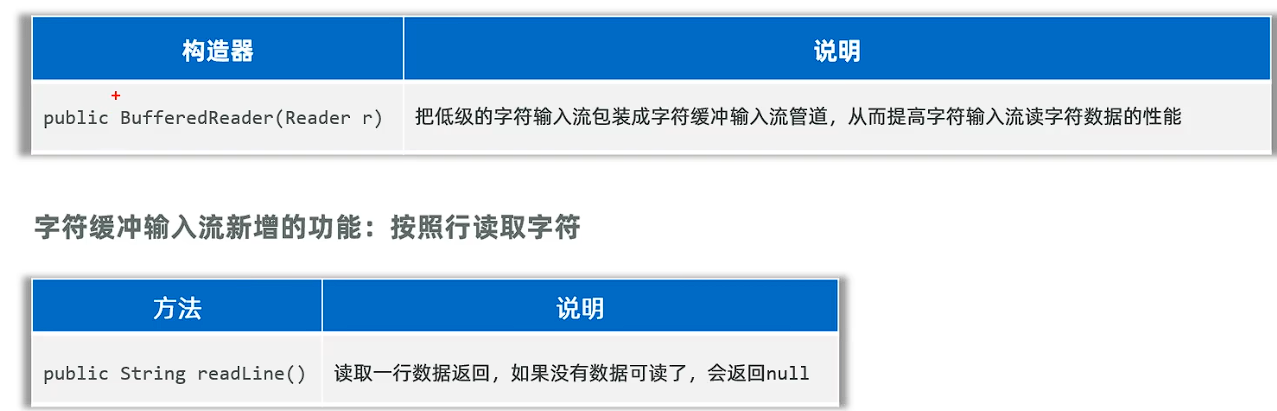 构造器 说明
public BufferedReader(Reader r) 把低级的字符输入流包装成字符缓冲输入流管道，从而提高字符输入流读字符数据的性能
字符缓冲输入流新增的功能：按照行读取字符
方法 说明
public String readLine() 读取一行数据返回，如果没有数据可读了，会返回null